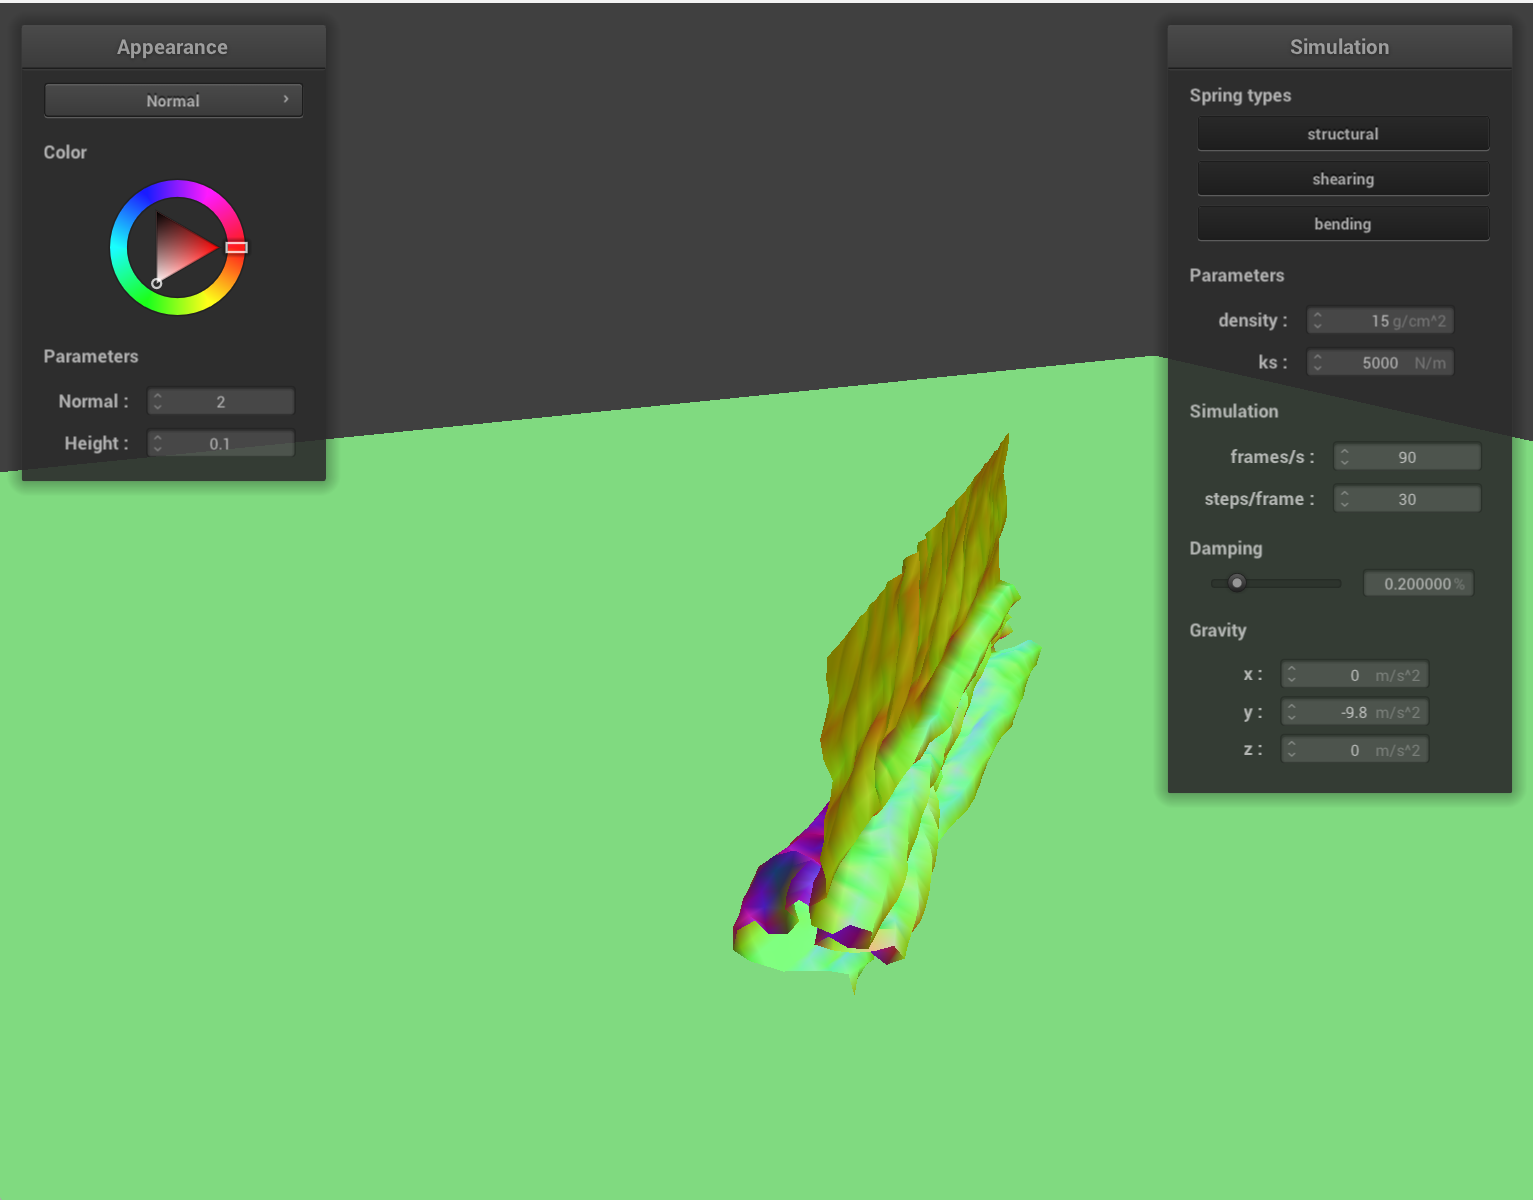 Appearance
Normal
Color
Parameters
Normal : 2
Height : 0.1
Simulation
Spring types
structural
shearing
bending
Parameters
density : 15 g/cm^2
ks : 5000 N/m
Simulation
frames/s : 90
steps/frame : 30
Damping
0.200000 %
Gravity
x : 0 m/s^2
y : -9.8 m/s^2
z : 0 m/s^2